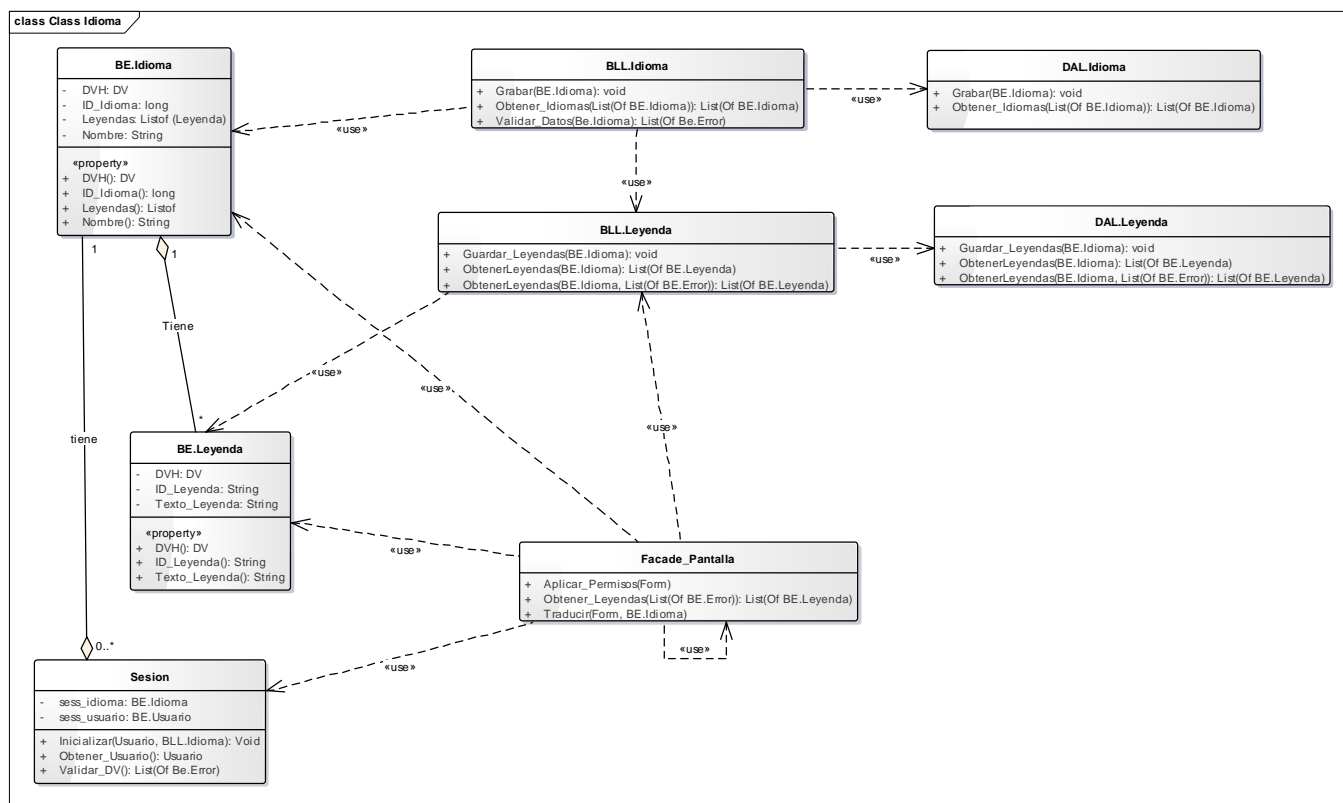 class Class Idioma
BE.Idioma
- DVH: DV
- ID_Idioma: long
- Leyendas: Listof (Leyenda)
- Nombre: String
«property»
+ DVH(): DV
+ ID_Idioma(): long
+ Leyendas(): Listof
+ Nombre(): String
BLL.Idioma
+ Grabar(BE.Idioma): void
+ Obtener_Idiomas(List(Of BE.Idioma)): List(Of BE.Idioma)
+ Validar_Datos(Be.Idioma): List(Of Be.Error)
DAL.Idioma
+ Grabar(BE.Idioma): void
+ Obtener_Idiomas(List(Of BE.Idioma)): List(Of BE.Idioma)
«use»
«use»
«use»
BLL.Leyenda
+ Guardar_Leyendas(BE.Idioma): void
+ ObtenerLeyendas(BE.Idioma): List(Of BE.Leyenda)
+ ObtenerLeyendas(BE.Idioma, List(Of BE.Error)): List(Of BE.Leyenda)
DAL.Leyenda
+ Guardar_Leyendas(BE.Idioma): void
+ ObtenerLeyendas(BE.Idioma): List(Of BE.Leyenda)
+ ObtenerLeyendas(BE.Idioma, List(Of BE.Error)): List(Of BE.Leyenda)
«use»
1
1
Tiene
*
tiene
«use»
«use»
«use»
BE.Leyenda
- DVH: DV
- ID_Leyenda: String
- Texto_Leyenda: String
«property»
+ DVH(): DV
+ ID_Leyenda(): String
+ Texto_Leyenda(): String
«use»
Facade_Pantalla
+ Aplicar_Permisos(Form)
+ Obtener_Leyendas(List(Of BE.Error)): List(Of BE.Leyenda)
+ Traducir(Form, BE.Idioma)
«use»
«use»
0..*
Sesion
- sess_idioma: BE.Idioma
- sess_usuario: BE.Usuario
+ Inicializar(Usuario, BLL.Idioma): Void
+ Obtener_Usuario(): Usuario
+ Validar_DV(): List(Of Be.Error)